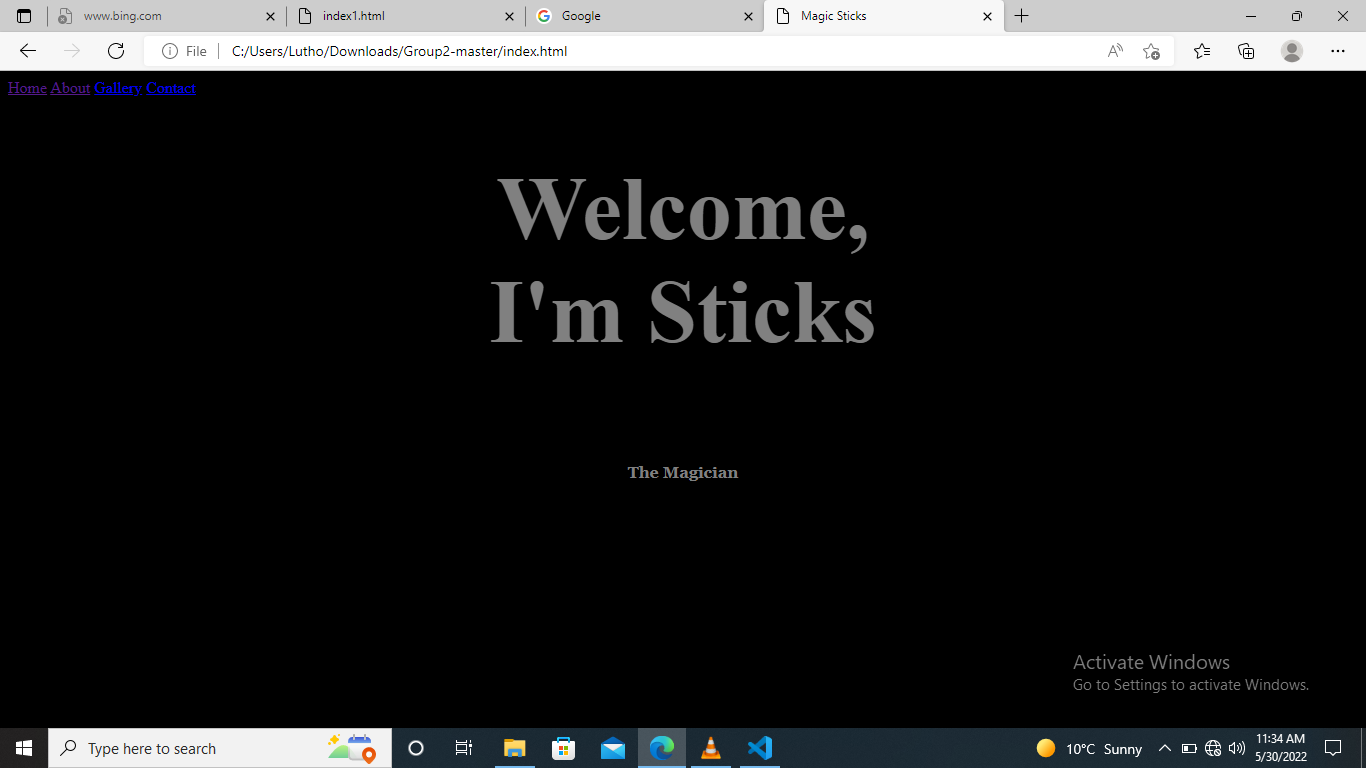 www.bing.com
index1.html
Google
Magic Sticks
File
C:/Users/Lutho/Downloads/Group2-master/index.html
Home About Gallery Contact
Welcome,
I'm Sticks
The Magician
Activate Windows
Go to Settings to activate Windows.
Type here to search
10°C Sunny
11:34 AM
5/30/2022